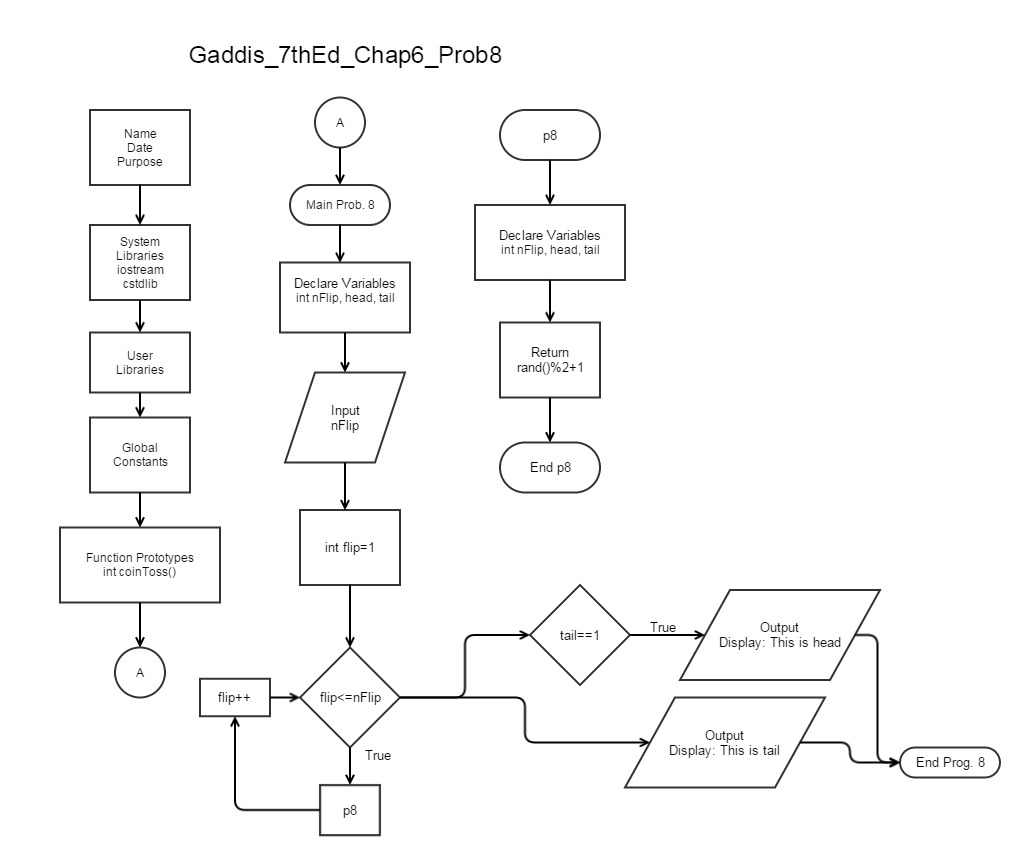 Gaddis_7thEd_Chap6_Prob8
Name
Date
Purpose
System
Libraries
iostream
cstdlib
User
Libraries
Global
Constants
Function Prototypes
int coinToss()
A
A
Main Prob. 8
Declare Variables
int nFlip, head, tail
Input
nFlip
int flip=1
flip<=nFlip
True
p8
flip++
tail==1
True
Output
Display: This is head
Output
Display: This is tail
End Prog. 8
p8
Declare Variables
int nFlip, head, tail
Return
rand()%2+1
End p8